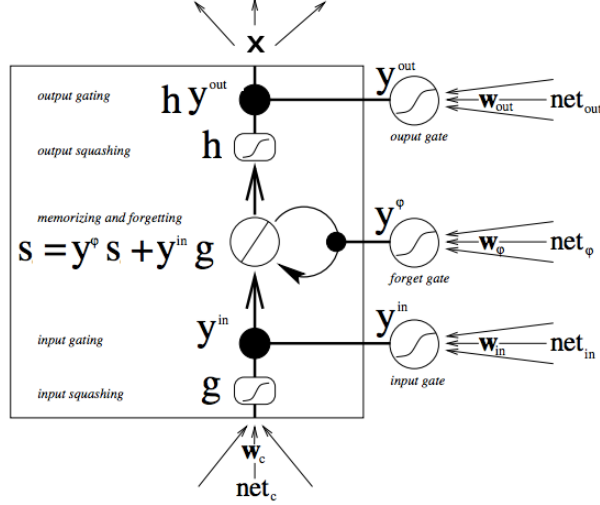 x
output gating
h y^out
y^out
w_out
net_out
ouput gate
output squashing
h
memorizing and forgetting
s = y^φ s + y^in g
y^φ
w_φ
net_φ
forget gate
input gating
y^in
y^in
w_in
net_in
input gate
input squashing
g
w_c
net_c